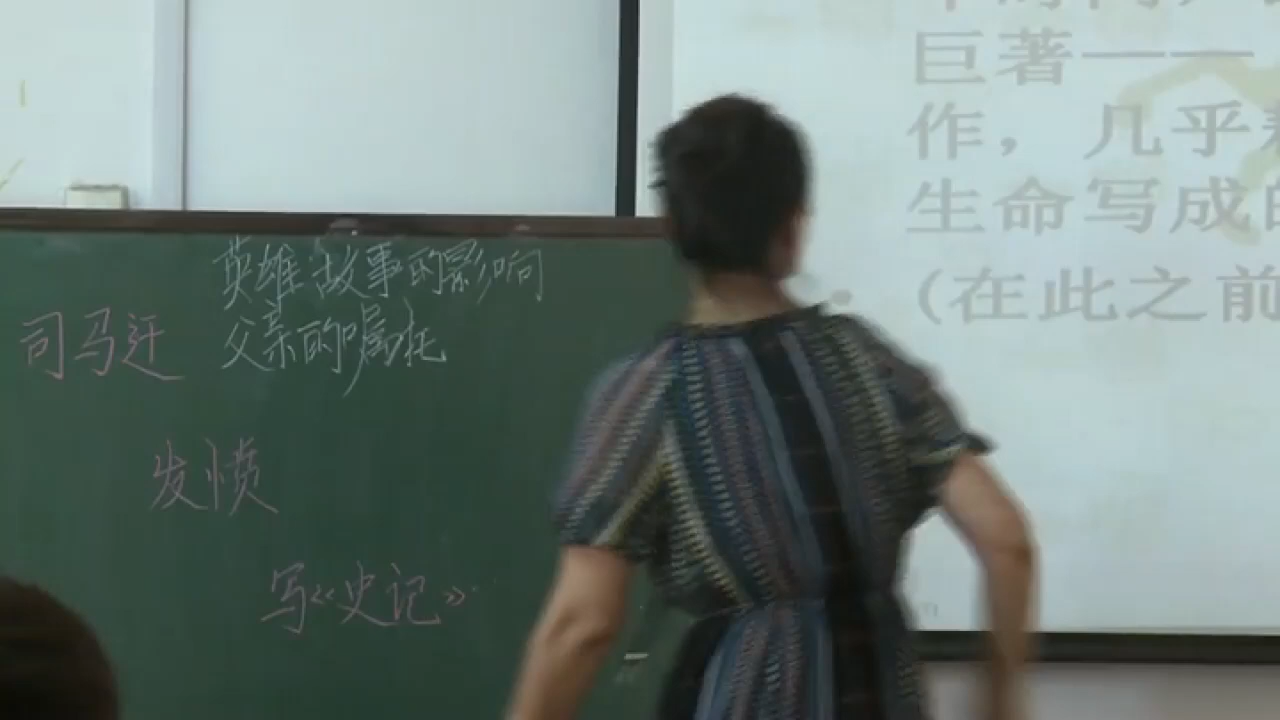 英雄故事的影响
司马迁
父亲的嘱托
发愤
写《史记》
巨著——
作，几乎
生命写成的
（在此之前